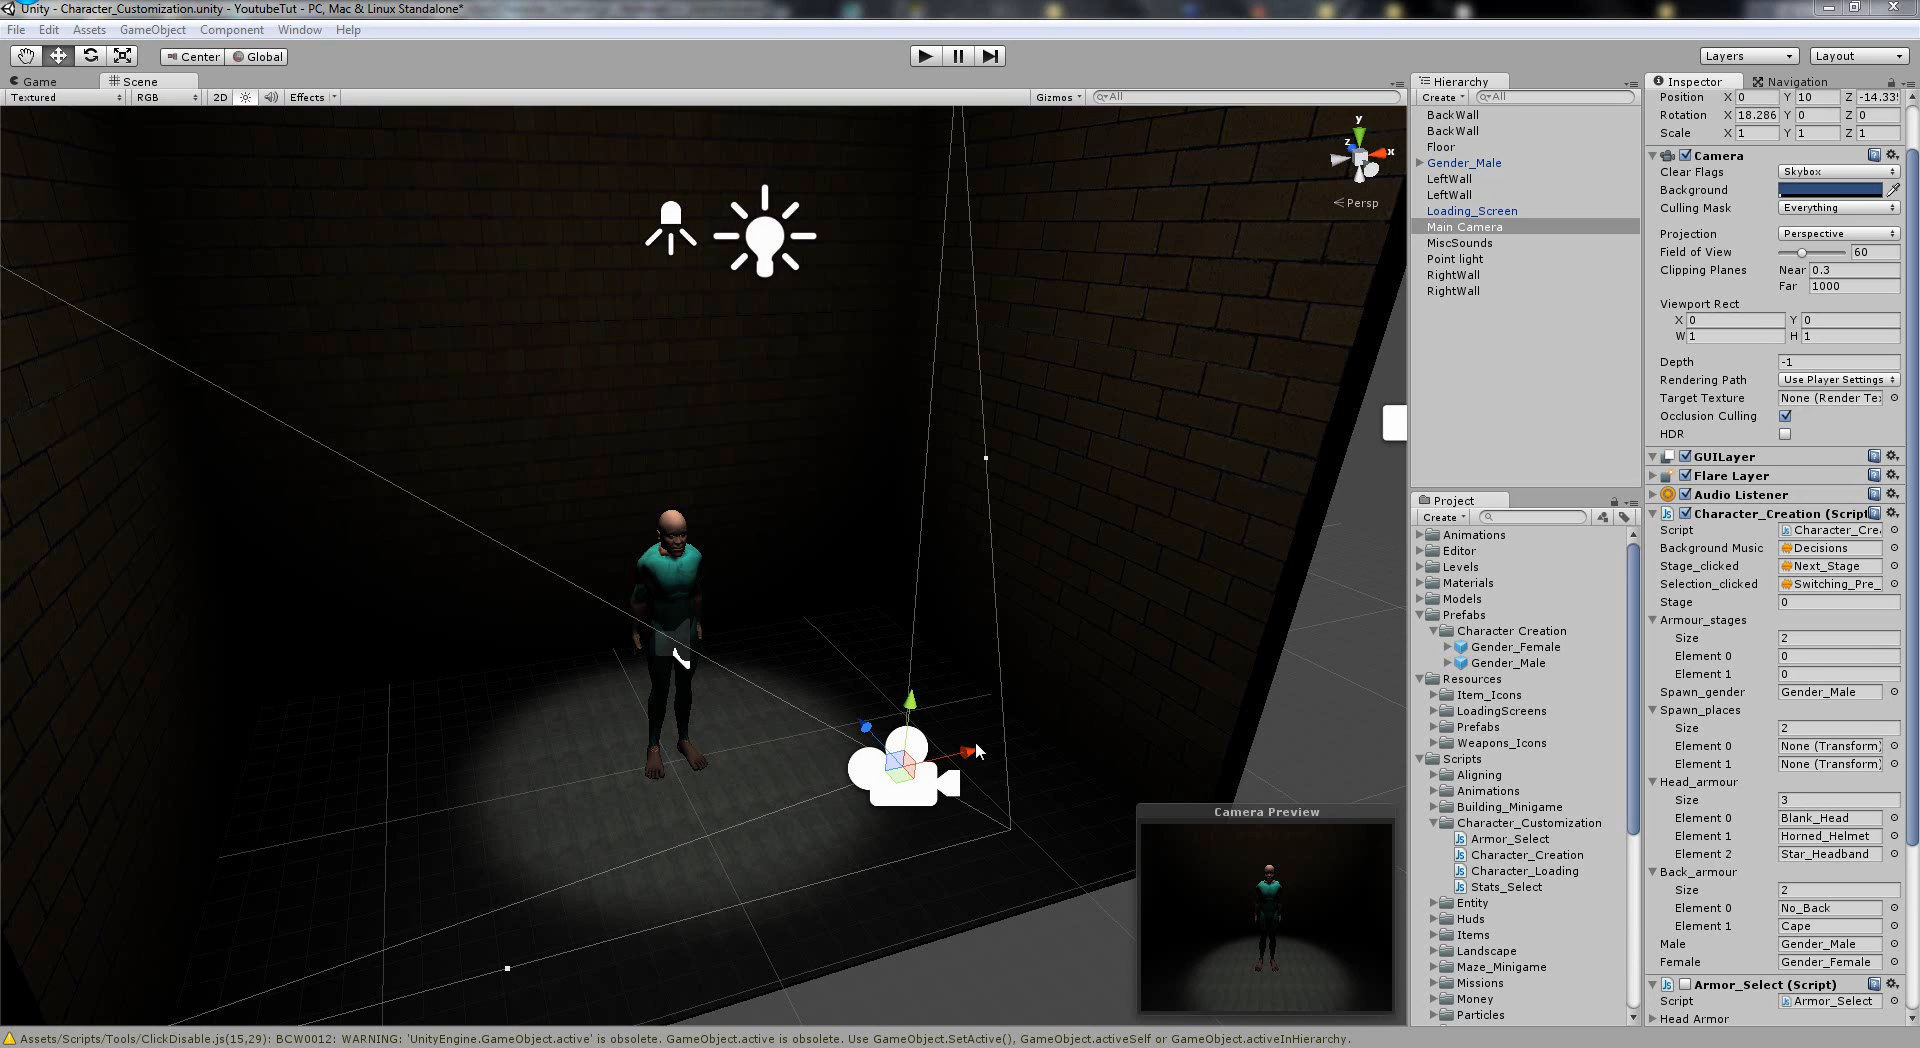 Unity - Character_Customization.unity - YoutubeTut - PC, Mac & Linux Standalone*
File Edit Assets GameObject Component Window Help
Center Global Layers Layout
Game Scene
Textured RGB 2D Effects Gizmos All
y
z x
Persp
Camera Preview
Hierarchy
Create All
BackWall
BackWall
Floor
Gender_Male
LeftWall
LeftWall
Loading_Screen
Main Camera
MiscSounds
Point light
RightWall
RightWall
Project
Create
Animations
Editor
Levels
Materials
Models
Prefabs
Character Creation
Gender_Female
Gender_Male
Resources
Item_Icons
LoadingScreens
Prefabs
Weapons_Icons
Scripts
Aligning
Animations
Building_Minigame
Character_Customization
Armor_Select
Character_Creation
Character_Loading
Stats_Select
Entity
Huds
Items
Landscape
Maze_Minigame
Missions
Money
Particles
Inspector Navigation
Position X 0 Y 10 Z -14.33
Rotation X 18.286 Y 0 Z 0
Scale X 1 Y 1 Z 1
Camera
Clear Flags Skybox
Background
Culling Mask Everything
Projection Perspective
Field of View 60
Clipping Planes Near 0.3
Far 1000
Viewport Rect
X 0 Y 0
W 1 H 1
Depth -1
Rendering Path Use Player Settings
Target Texture None (Render Te
Occlusion Culling
HDR
GUILayer
Flare Layer
Audio Listener
Character_Creation (Script
Script Character_Cre
Background Music Decisions
Stage_clicked Next_Stage
Selection_clicked Switching_Pre_
Stage 0
Armour_stages
Size 2
Element 0 0
Element 1 0
Spawn_gender Gender_Male
Spawn_places
Size 2
Element 0 None (Transform)
Element 1 None (Transform)
Head_armour
Size 3
Element 0 Blank_Head
Element 1 Horned_Helmet
Element 2 Star_Headband
Back_armour
Size 2
Element 0 No_Back
Element 1 Cape
Male Gender_Male
Female Gender_Female
Armor_Select (Script)
Script Armor_Select
Head Armor
Assets/Scripts/Tools/ClickDisable.js(15,29): BCW0012: WARNING: 'UnityEngine.GameObject.active' is obsolete. GameObject.active is obsolete. Use GameObject.SetActive(), GameObject.activeSelf or GameObject.activeInHierarchy.